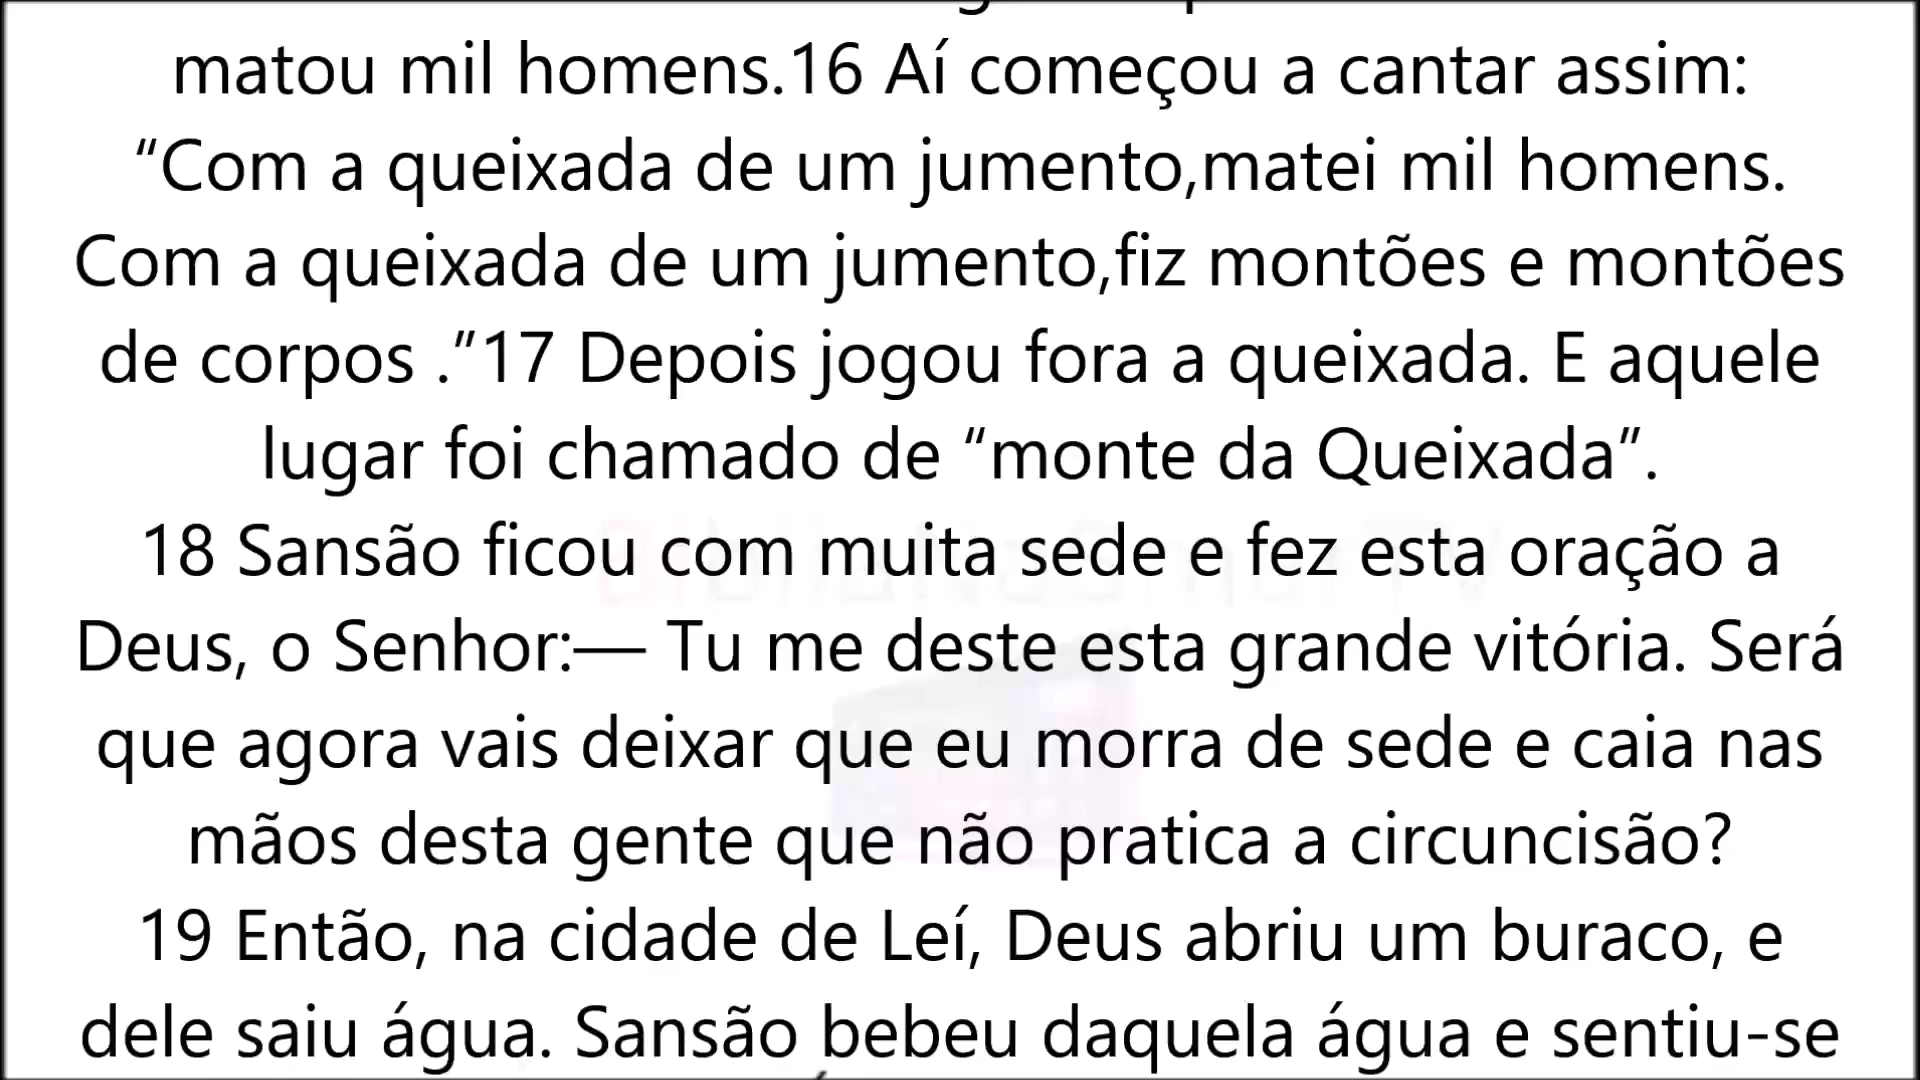 matou mil homens.16 Aí começou a cantar assim:
“Com a queixada de um jumento,matei mil homens.
Com a queixada de um jumento,fiz montões e montões
de corpos .”17 Depois jogou fora a queixada. E aquele
lugar foi chamado de “monte da Queixada”.
18 Sansão ficou com muita sede e fez esta oração a
Deus, o Senhor:— Tu me deste esta grande vitória. Será
que agora vais deixar que eu morra de sede e caia nas
mãos desta gente que não pratica a circuncisão?
19 Então, na cidade de Leí, Deus abriu um buraco, e
dele saiu água. Sansão bebeu daquela água e sentiu-se